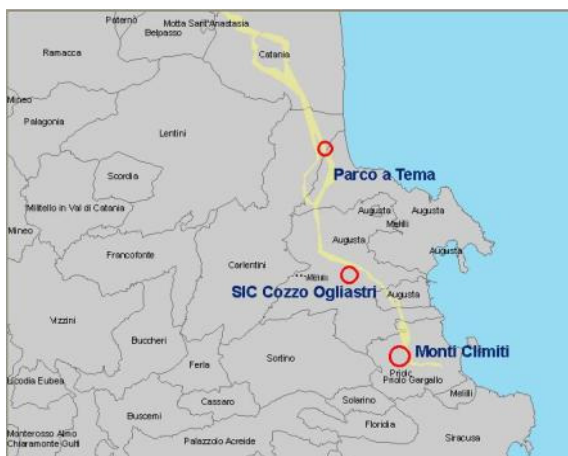 Paternò
Motta Sant'Anastasia
Belpasso
Ramacca
Catania
Mineo
Palagonia
Lentini
Parco a Tema
Scordia
Militello in Val di Catania
Augusta
Augusta
Melilli
Mineo
Francofonte
Carlentini
Augusta
Augusta
SIC Cozzo Ogliastri
Augusta
Vizzini
Buccheri
Ferla
Sortino
Monti Climiti
Priolo Gargallo
Licodia Eubea
Cassaro
Solarino
Melilli
Buscemi
Floridia
Monterosso Almo
Chiaramonte Gulfi
Palazzolo Acreide
Siracusa